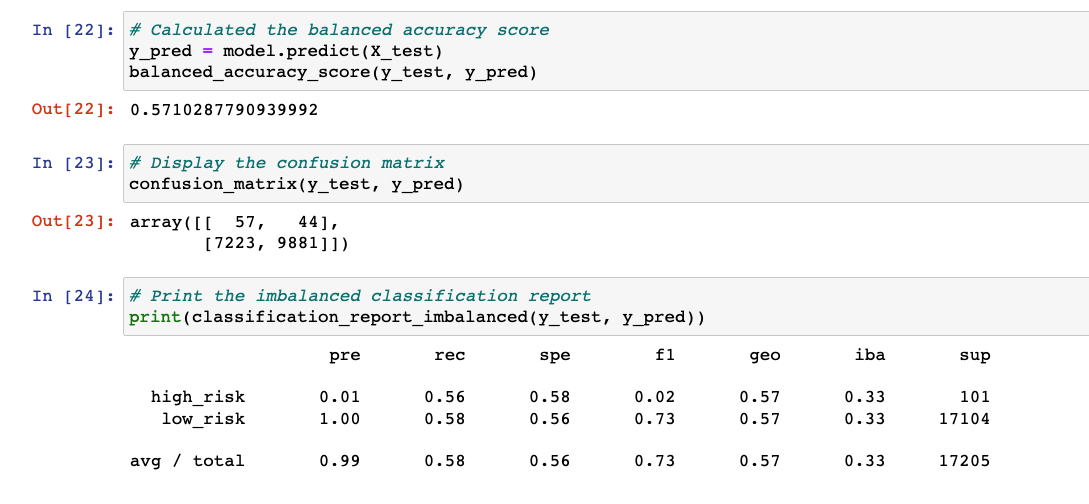 In [22]: # Calculated the balanced accuracy score
y_pred = model.predict(X_test)
balanced_accuracy_score(y_test, y_pred)
Out[22]: 0.5710287790939992
In [23]: # Display the confusion matrix
confusion_matrix(y_test, y_pred)
Out[23]: array([[  57,   44],
       [7223, 9881]])
In [24]: # Print the imbalanced classification report
print(classification_report_imbalanced(y_test, y_pred))
pre rec spe f1 geo iba sup
high_risk 0.01 0.56 0.58 0.02 0.57 0.33 101
low_risk 1.00 0.58 0.56 0.73 0.57 0.33 17104
avg / total 0.99 0.58 0.56 0.73 0.57 0.33 17205